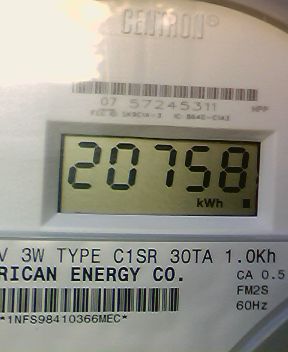 CENTRON®
07 57245311
20758
kWh
V 3W TYPE C1SR 30TA 1.0Kh
RICAN ENERGY CO.
CA 0.5
FM2S
60Hz
*1NFS98410366MEC*